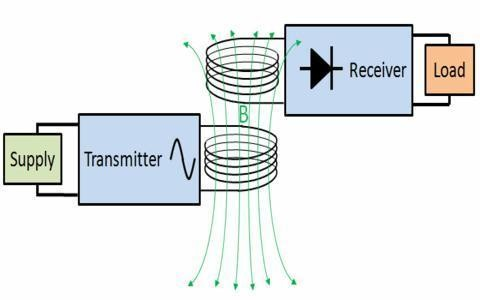 Receiver
Load
B
Supply
Transmitter